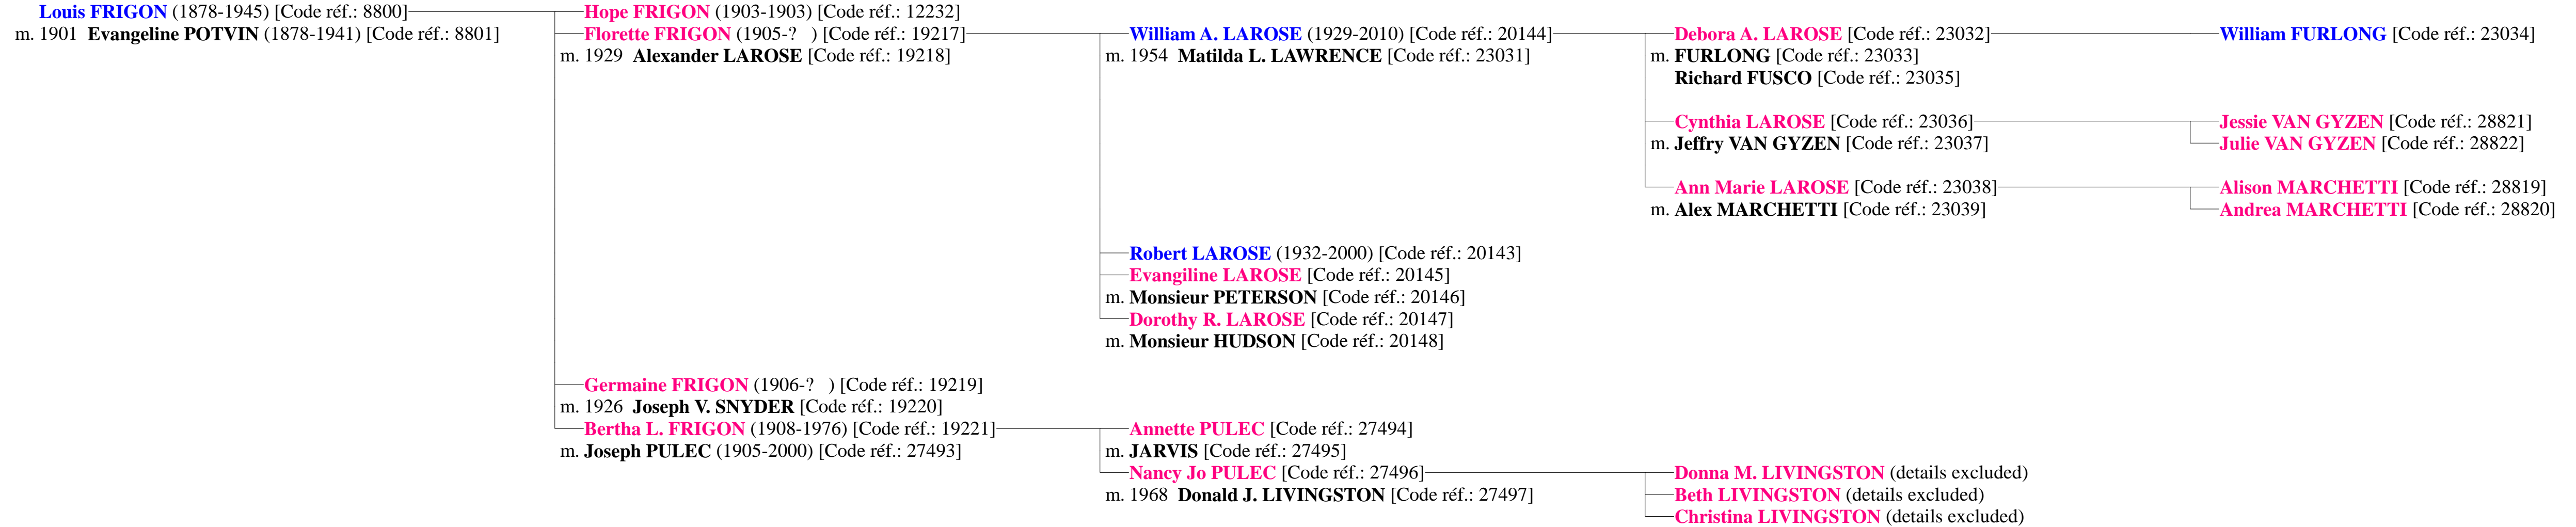 Louis FRIGON (1878-1945) [Code réf.: 8800]
m. 1901 Evangeline POTVIN (1878-1941) [Code réf.: 8801]
Hope FRIGON (1903-1903) [Code réf.: 12232]
Florette FRIGON (1905-? ) [Code réf.: 19217]
m. 1929 Alexander LAROSE [Code réf.: 19218]
William A. LAROSE (1929-2010) [Code réf.: 20144]
m. 1954 Matilda L. LAWRENCE [Code réf.: 23031]
Debora A. LAROSE [Code réf.: 23032]
m. FURLONG [Code réf.: 23033]
Richard FUSCO [Code réf.: 23035]
William FURLONG [Code réf.: 23034]
Cynthia LAROSE [Code réf.: 23036]
m. Jeffry VAN GYZEN [Code réf.: 23037]
Jessie VAN GYZEN [Code réf.: 28821]
Julie VAN GYZEN [Code réf.: 28822]
Ann Marie LAROSE [Code réf.: 23038]
m. Alex MARCHETTI [Code réf.: 23039]
Alison MARCHETTI [Code réf.: 28819]
Andrea MARCHETTI [Code réf.: 28820]
Robert LAROSE (1932-2000) [Code réf.: 20143]
Evangiline LAROSE [Code réf.: 20145]
m. Monsieur PETERSON [Code réf.: 20146]
Dorothy R. LAROSE [Code réf.: 20147]
m. Monsieur HUDSON [Code réf.: 20148]
Germaine FRIGON (1906-? ) [Code réf.: 19219]
m. 1926 Joseph V. SNYDER [Code réf.: 19220]
Bertha L. FRIGON (1908-1976) [Code réf.: 19221]
m. Joseph PULEC (1905-2000) [Code réf.: 27493]
Annette PULEC [Code réf.: 27494]
m. JARVIS [Code réf.: 27495]
Nancy Jo PULEC [Code réf.: 27496]
m. 1968 Donald J. LIVINGSTON [Code réf.: 27497]
Donna M. LIVINGSTON (details excluded)
Beth LIVINGSTON (details excluded)
Christina LIVINGSTON (details excluded)